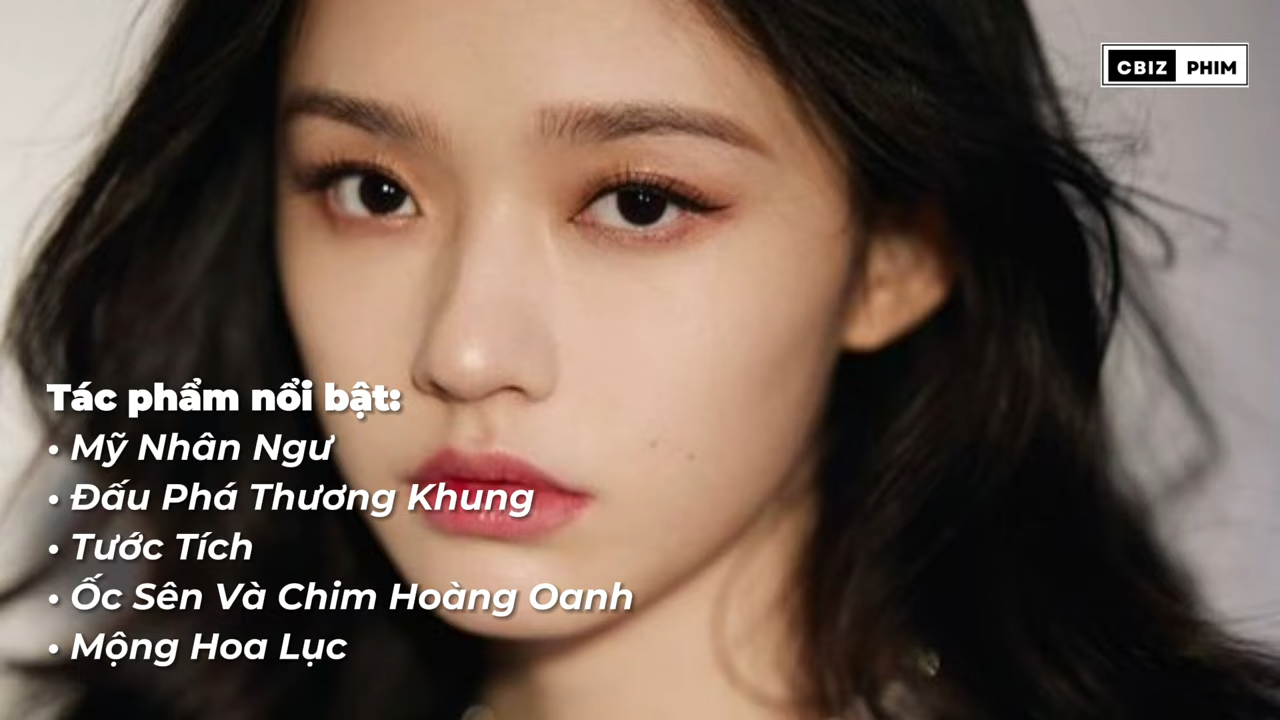 CBIZ PHIM
Tác phẩm nổi bật:
• Mỹ Nhân Ngư
• Đấu Phá Thương Khung
• Tước Tích
• Ốc Sên Và Chim Hoàng Oanh
• Mộng Hoa Lục